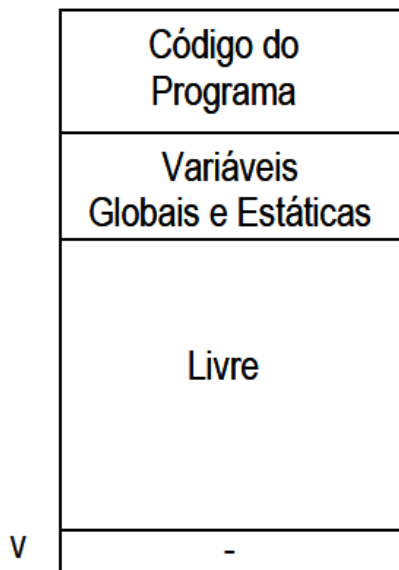 Código do
Programa
Variáveis
Globais e Estáticas
Livre
v -